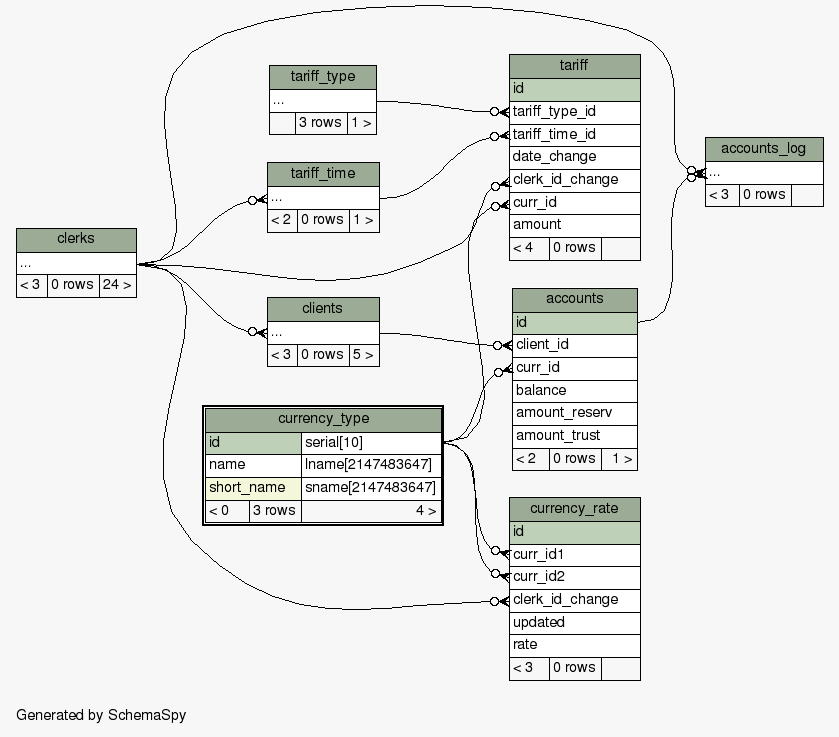 tariff_type
...
3 rows 1 >
tariff_time
...
< 2 0 rows 1 >
clerks
...
< 3 0 rows 24 >
clients
...
< 3 0 rows 5 >
currency_type
id serial[10]
name lname[2147483647]
short_name sname[2147483647]
< 0 3 rows 4 >
tariff
id
tariff_type_id
tariff_time_id
date_change
clerk_id_change
curr_id
amount
< 4 0 rows
accounts
id
client_id
curr_id
balance
amount_reserv
amount_trust
< 2 0 rows 1 >
currency_rate
id
curr_id1
curr_id2
clerk_id_change
updated
rate
< 3 0 rows
accounts_log
...
< 3 0 rows
Generated by SchemaSpy